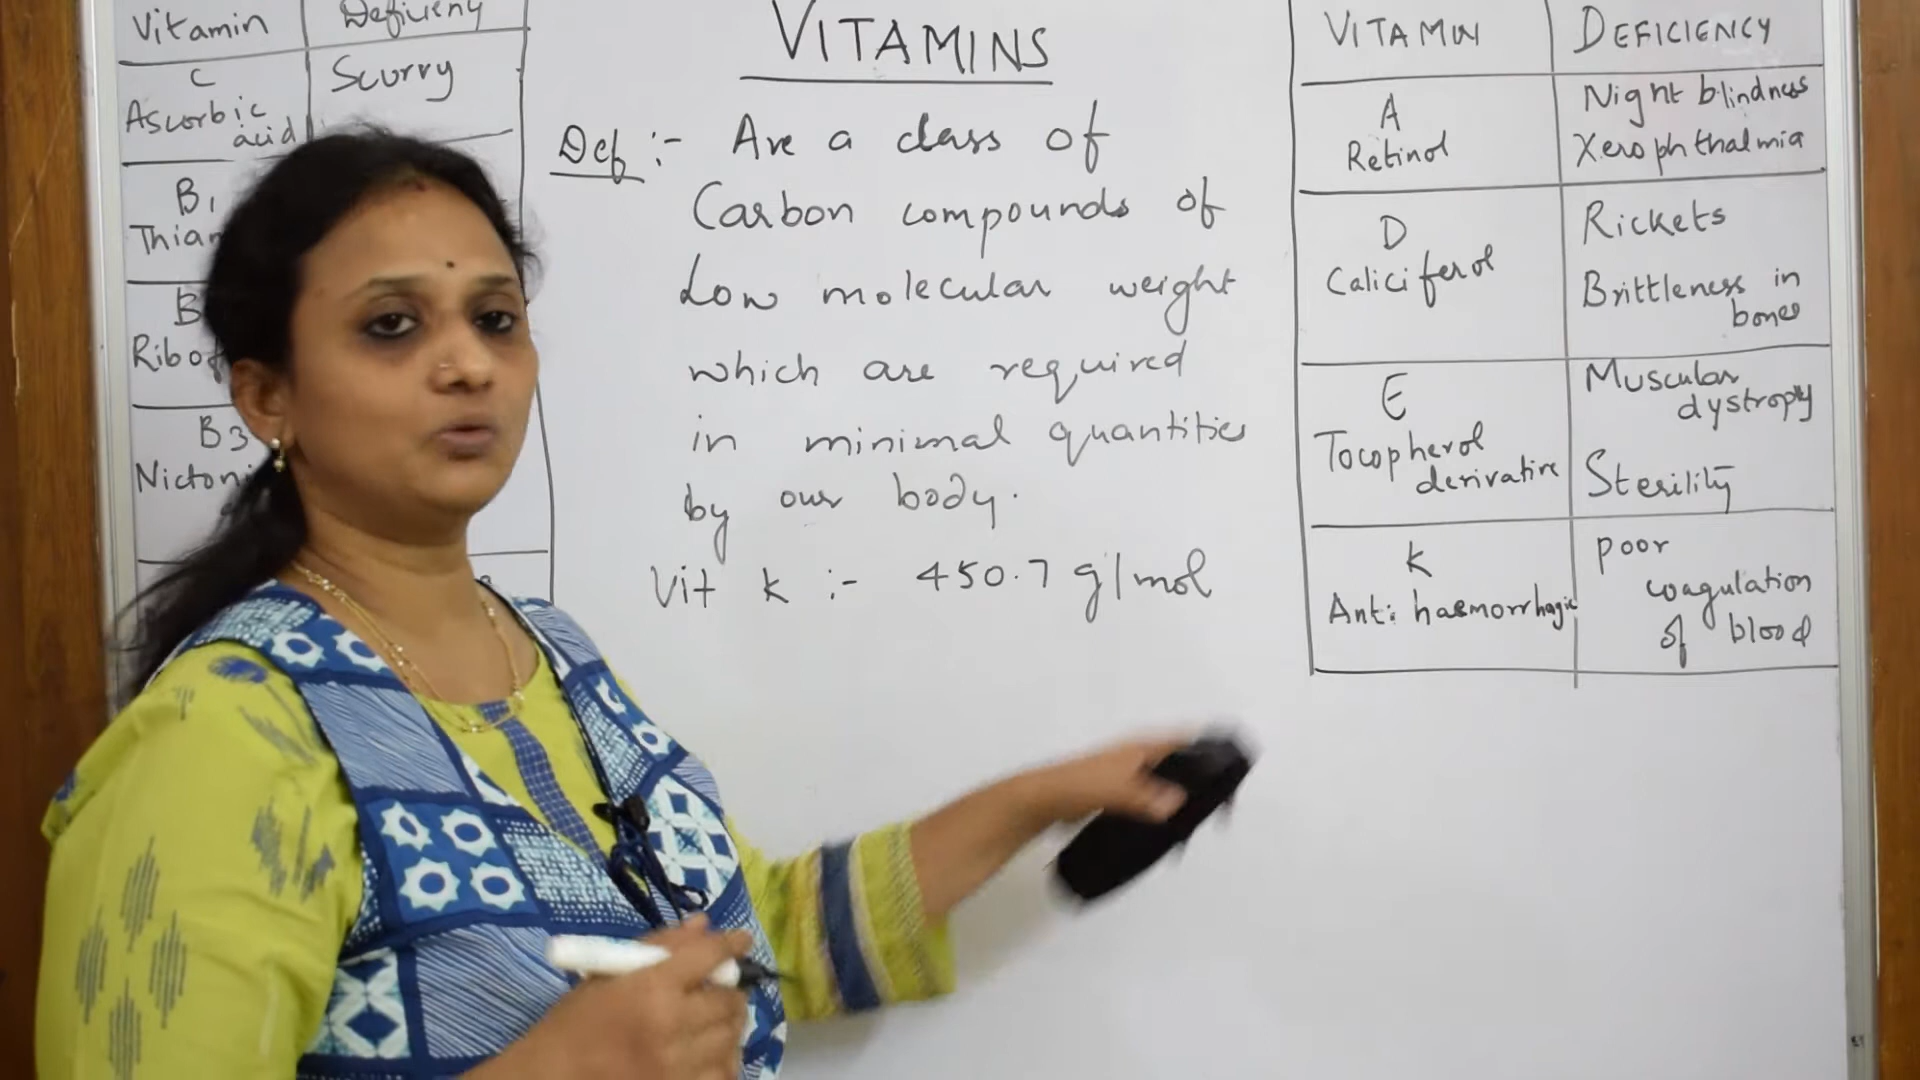 Vitamin Deficieny
C Scurvy
Ascorbic
acid
B1
B3
VITAMINS
Def :- Are a class of
Carbon compounds of
Low molecular weight
which are required
in minimal quantities
by our body.
Vit K :- 450.7 g/mol
VITAMIN DEFICIENCY
A Night blindness
Retinol Xerophthalmia
D Rickets
Caliciferol Brittleness in
bones
E Muscular
dystropy
Tocopherol
derivative Sterility
K poor
Anti haemorrhagic coagulation
of blood